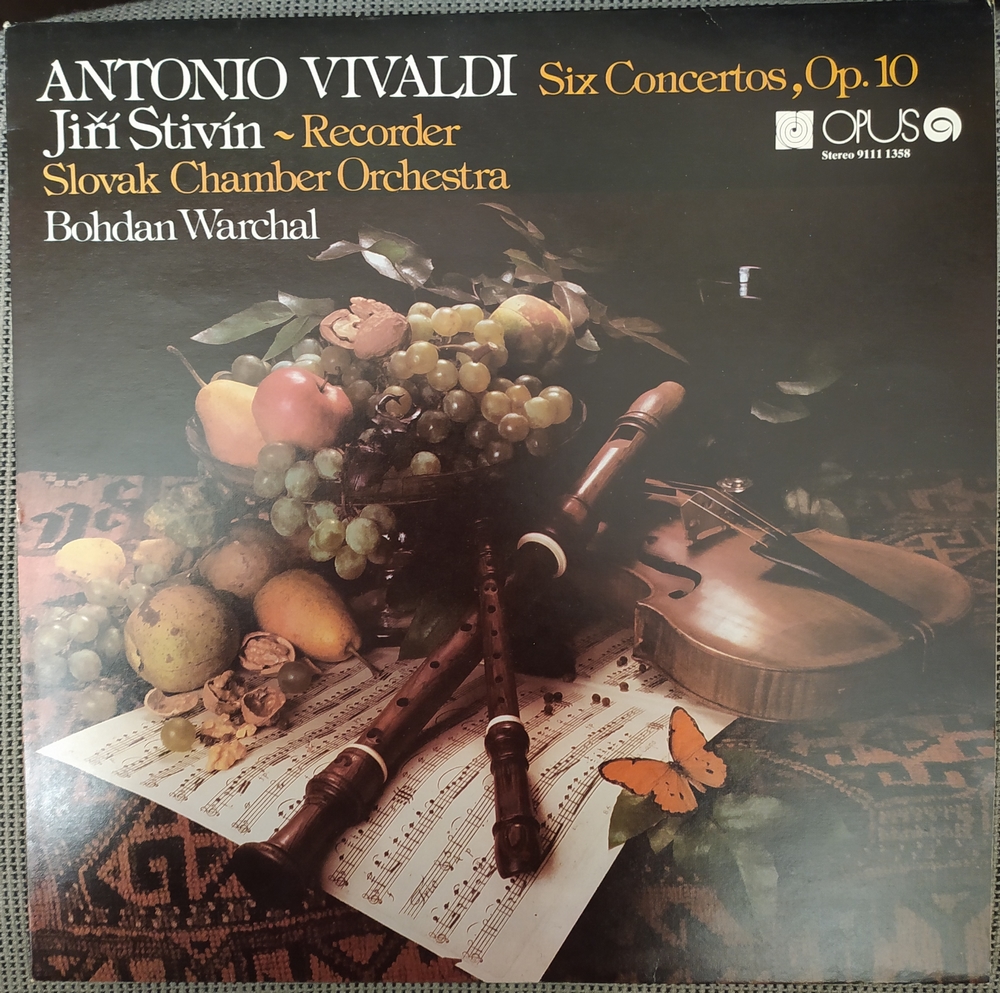 ANTONIO VIVALDI Six Concertos, Op. 10
Jiří Stivín ~ Recorder
OPUS
Stereo 9111 1358
Slovak Chamber Orchestra
Bohdan Warchal